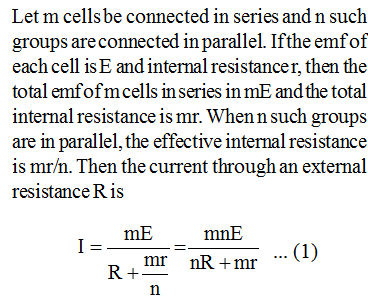 Let m cells be connected in series and n such
groups are connected in parallel. If the emf of
each cell is E and internal resistance r, then the
total emf of m cells in series in mE and the total
internal resistance is mr. When n such groups
are in parallel, the effective internal resistance
is mr/n. Then the current through an external
resistance R is
I = mE / (R + mr/n) = mnE / (nR + mr) ... (1)